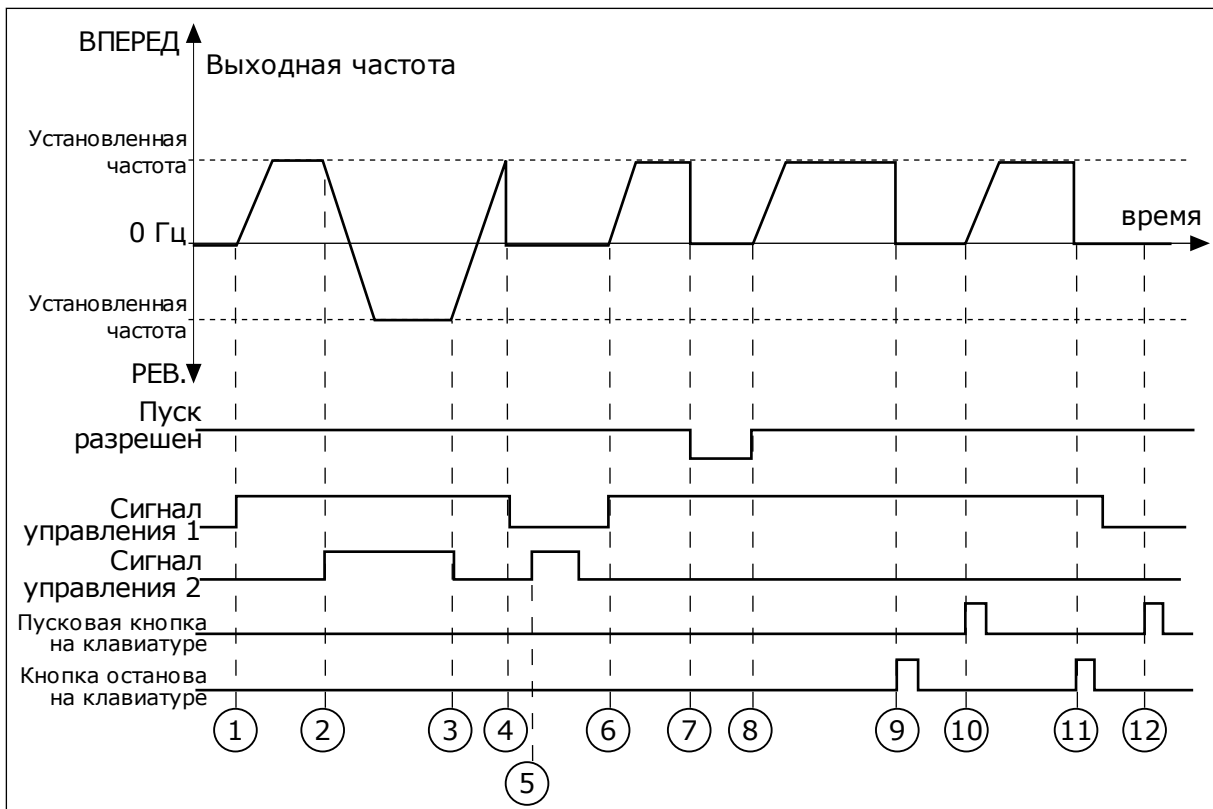 ВПЕРЕД
Выходная частота
Установленная
частота
0 Гц
время
Установленная
частота
РЕВ.
Пуск
разрешен
Сигнал
управления 1
Сигнал
управления 2
Пусковая кнопка
на клавиатуре
Кнопка останова
на клавиатуре
1 2 3 4 6 7 8 9 10 11 12
5